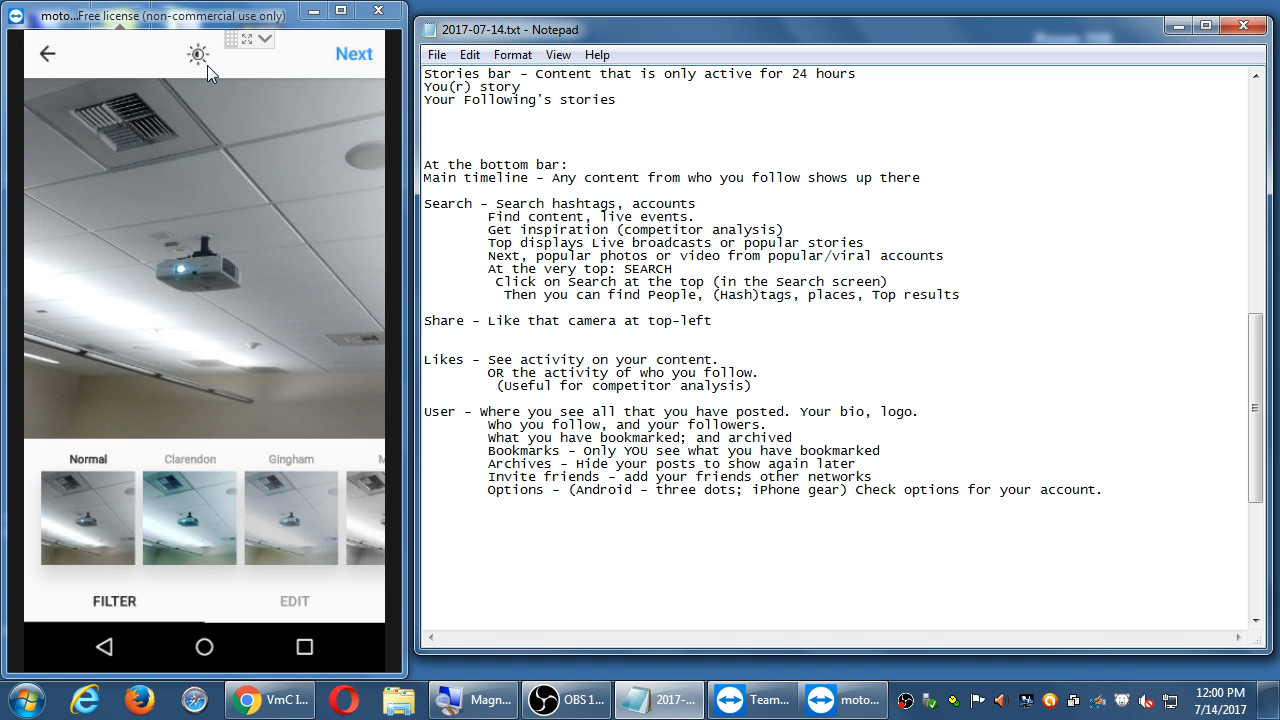 moto...Free license (non-commercial use only)
Next
Normal
Clarendon
Gingham
M
FILTER
EDIT
2017-07-14.txt - Notepad
File Edit Format View Help
Stories bar - Content that is only active for 24 hours
You(r) story
Your Following's stories
At the bottom bar:
Main timeline - Any content from who you follow shows up there
Search - Search hashtags, accounts
Find content, live events.
Get inspiration (competitor analysis)
Top displays Live broadcasts or popular stories
Next, popular photos or video from popular/viral accounts
At the very top: SEARCH
Click on Search at the top (in the Search screen)
Then you can find People, (Hash)tags, places, Top results
Share - Like that camera at top-left
Likes - See activity on your content.
OR the activity of who you follow.
(Useful for competitor analysis)
User - Where you see all that you have posted. Your bio, logo.
Who you follow, and your followers.
What you have bookmarked; and archived
Bookmarks - Only YOU see what you have bookmarked
Archives - Hide your posts to show again later
Invite friends - add your friends other networks
Options - (Android - three dots; iPhone gear) Check options for your account.
VmC I...
Magn...
OBS 1...
2017-...
Team...
moto...
12:00 PM
7/14/2017